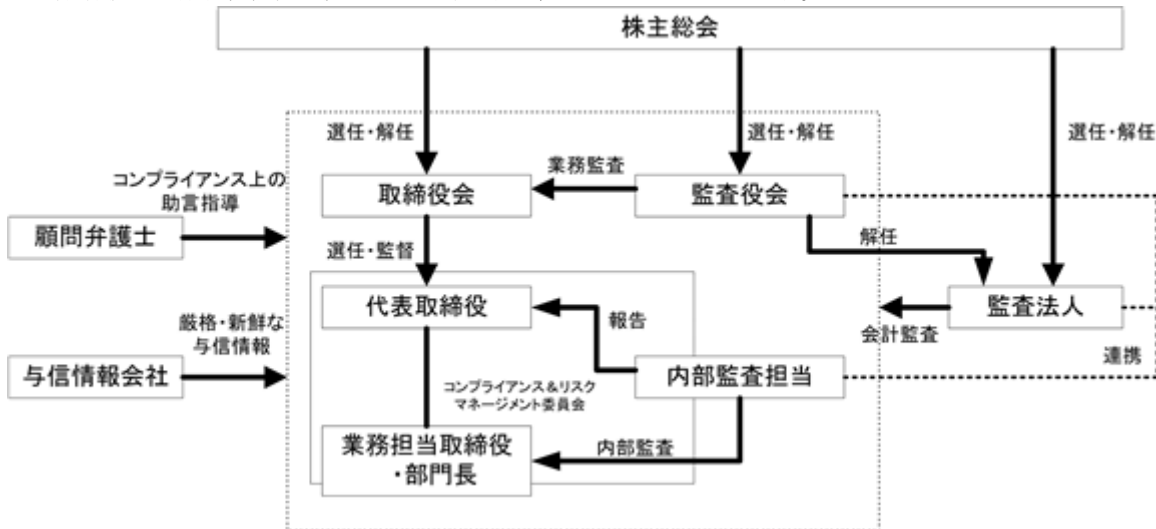 株主総会
選任・解任
選任・解任
選任・解任
業務監査
コンプライアンス上の
助言指導
取締役会
監査役会
顧問弁護士
解任
選任・監督
代表取締役
監査法人
報告
厳格・新鮮な
与信情報
会計監査
連携
与信情報会社
内部監査担当
コンプライアンス&リスク
マネージメント委員会
業務担当取締役
・部門長
内部監査